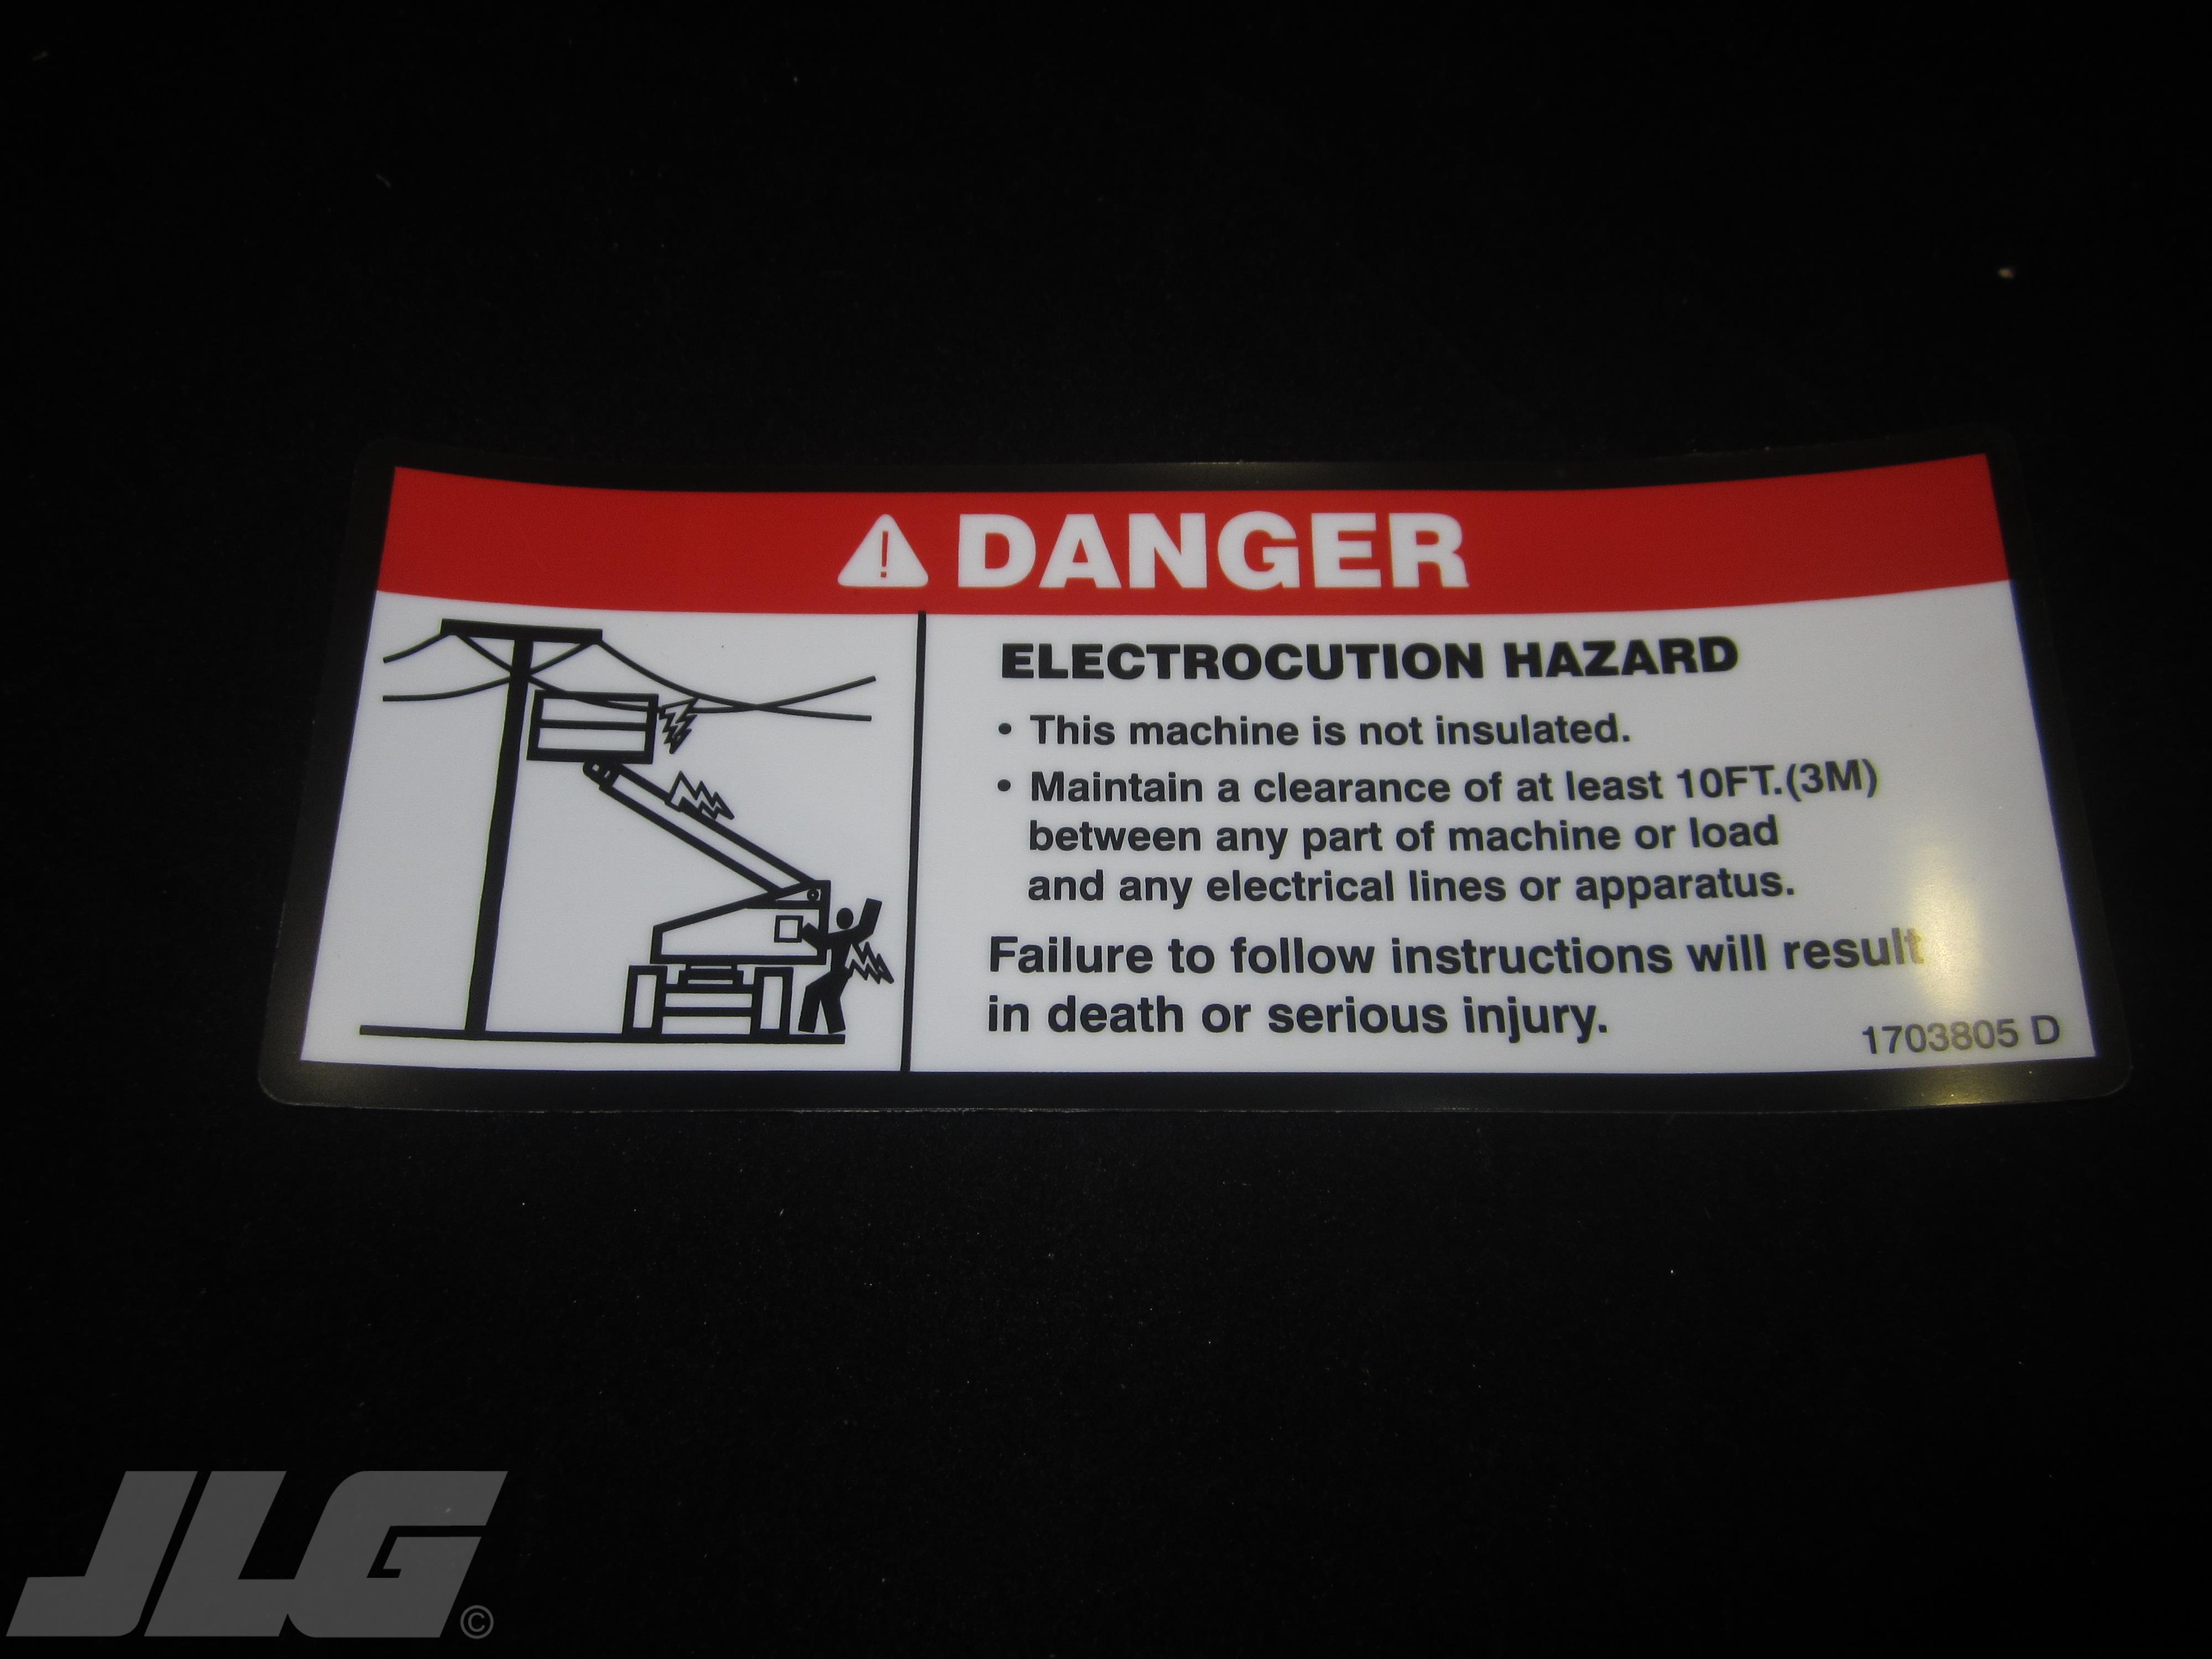 ! DANGER
ELECTROCUTION HAZARD
• This machine is not insulated.
• Maintain a clearance of at least 10FT.(3M)
between any part of machine or load
and any electrical lines or apparatus.
Failure to follow instructions will result
in death or serious injury.
1703805 D
JLG©